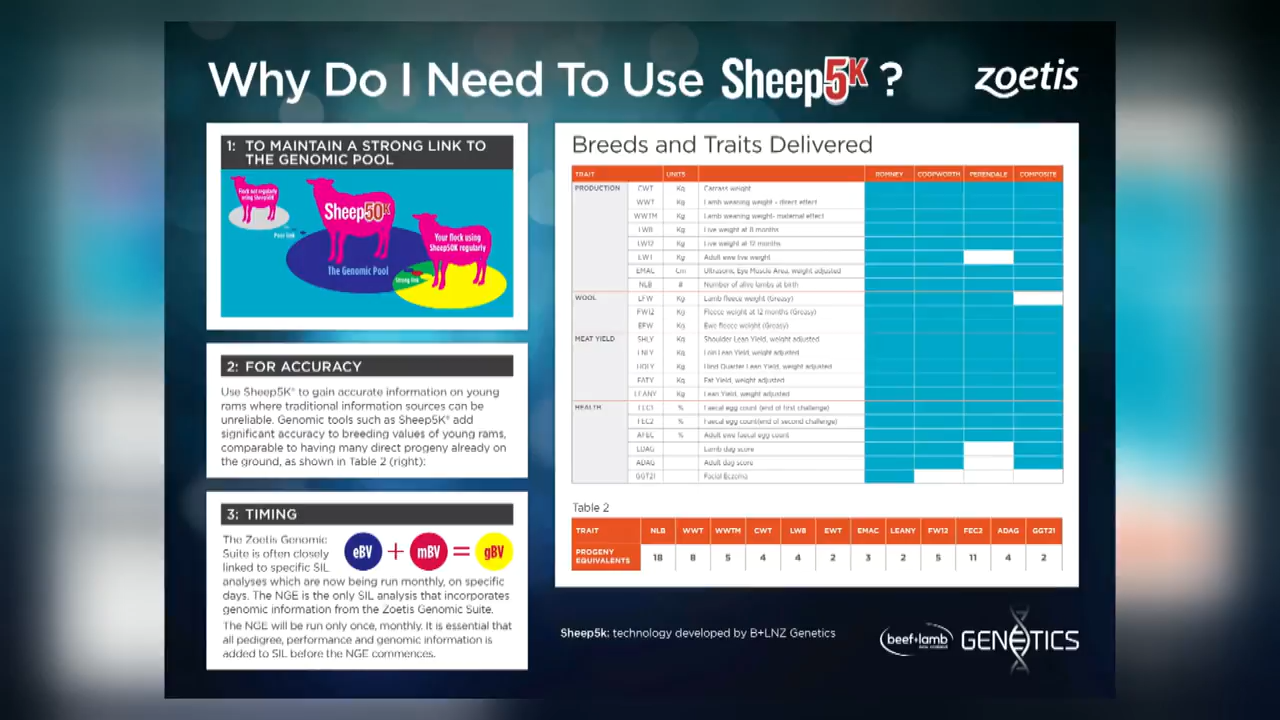 Why Do I Need To Use Sheep5K ?
zoetis
1: TO MAINTAIN A STRONG LINK TO
THE GENOMIC POOL
Flock not regularly
using Sheep50K
Poor link
Sheep50K
The Genomic Pool
Your flock using
Sheep50K regularly
Strong link
2: FOR ACCURACY
Use Sheep5K® to gain accurate information on young
rams where traditional information sources can be
unreliable. Genomic tools such as Sheep5K® add
significant accuracy to breeding values of young rams,
comparable to having many direct progeny already on
the ground, as shown in Table 2 (right):
3: TIMING
The Zoetis Genomic
Suite is often closely
linked to specific SIL
eBV + mBV = gBV
analyses which are now being run monthly, on specific
days. The NGE is the only SIL analysis that incorporates
genomic information from the Zoetis Genomic Suite.
The NGE will be run only once, monthly. It is essential that
all pedigree, performance and genomic information is
added to SIL before the NGE commences.
Breeds and Traits Delivered
TRAIT UNITS ROMNEY COOPWORTH PERENDALE COMPOSITE
PRODUCTION CWT Kg Carcass weight
WWT Kg Lamb weaning weight - direct effect
WWTM Kg Lamb weaning weight- maternal effect
LW8 Kg Live weight at 8 months
LW12 Kg Live weight at 12 months
EWT Kg Adult ewe live weight
EMAC Cm Ultrasonic Eye Muscle Area, weight adjusted
NLB # Number of alive lambs at birth
WOOL LFW Kg Lamb fleece weight (Greasy)
FW12 Kg Fleece weight at 12 months (Greasy)
EFW Kg Ewe fleece weight (Greasy)
MEAT YIELD SHLY Kg Shoulder Lean Yield, weight adjusted
LNLY Kg Loin Lean Yield, weight adjusted
HQLY Kg Hind Quarter Lean Yield, weight adjusted
FATY Kg Fat Yield, weight adjusted
LEANY Kg Lean Yield, weight adjusted
HEALTH FEC1 % Faecal egg count (end of first challenge)
FEC2 % Faecal egg count(end of second challenge)
AFEC % Adult ewe faecal egg count
LDAG Lamb dag score
ADAG Adult dag score
GGT21 Facial Eczema
Table 2
TRAIT NLB WWT WWTM CWT LW8 EWT EMAC LEANY FW12 FEC2 ADAG GGT21
PROGENY
EQUIVALENTS 18 8 5 4 4 2 3 2 5 11 4 2
Sheep5k: technology developed by B+LNZ Genetics
beef+lamb
new zealand
GENETICS